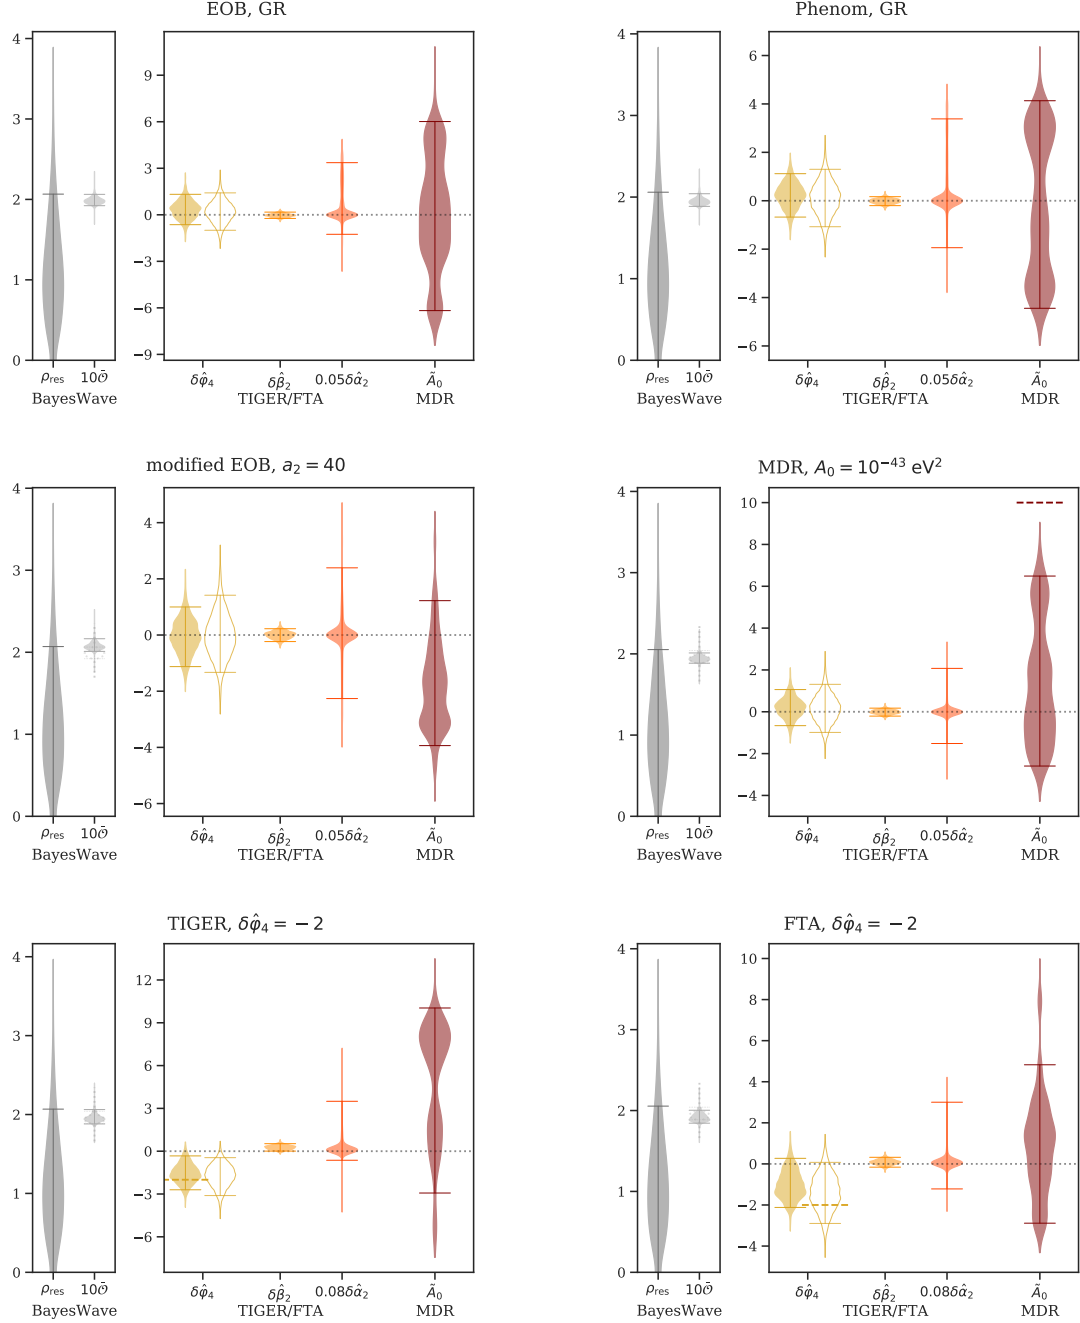 EOB, GR
4
3
2
1
0
9
6
3
0
−3
−6
−9
ρres 10Ō
BayesWave
δφ̂4 δβ̂2 0.05δα̂2 Ã0
TIGER/FTA MDR
Phenom, GR
4
3
2
1
0
6
4
2
0
−2
−4
−6
ρres 10Ō
BayesWave
δφ̂4 δβ̂2 0.05δα̂2 Ã0
TIGER/FTA MDR
modified EOB, a2 = 40
4
3
2
1
0
4
2
0
−2
−4
−6
ρres 10Ō
BayesWave
δφ̂4 δβ̂2 0.05δα̂2 Ã0
TIGER/FTA MDR
MDR, A0 = 10−43 eV2
4
3
2
1
0
10
8
6
4
2
0
−2
−4
ρres 10Ō
BayesWave
δφ̂4 δβ̂2 0.05δα̂2 Ã0
TIGER/FTA MDR
TIGER, δφ̂4 = −2
4
3
2
1
0
12
9
6
3
0
−3
−6
ρres 10Ō
BayesWave
δφ̂4 δβ̂2 0.08δα̂2 Ã0
TIGER/FTA MDR
FTA, δφ̂4 = −2
4
3
2
1
0
10
8
6
4
2
0
−2
−4
ρres 10Ō
BayesWave
δφ̂4 δβ̂2 0.08δα̂2 Ã0
TIGER/FTA MDR